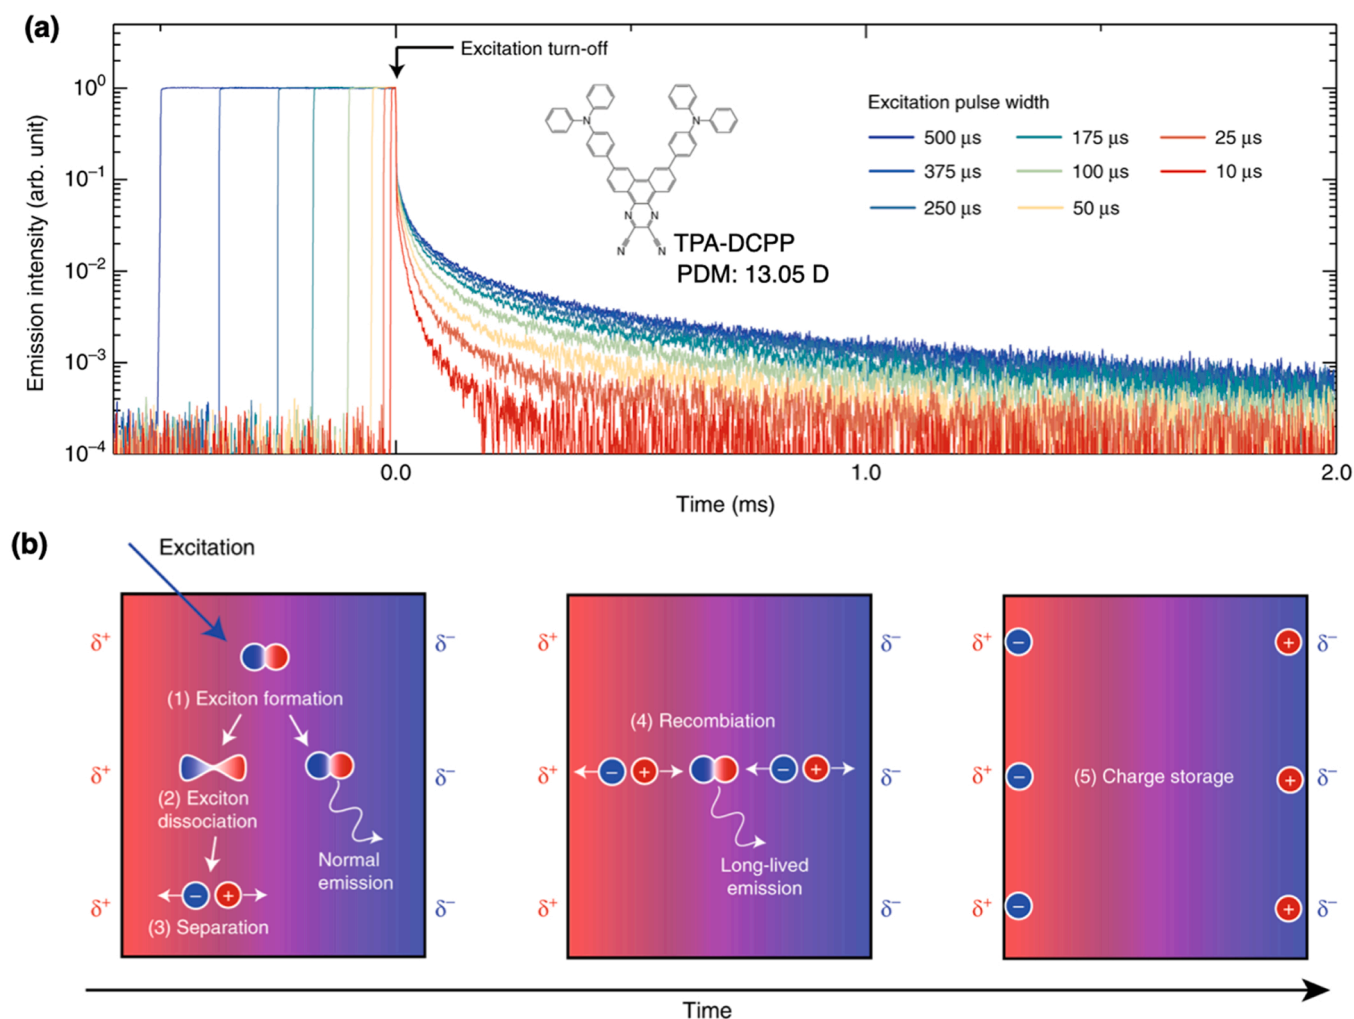 (a)
Excitation turn-off
Excitation pulse width
500 μs
175 μs
25 μs
375 μs
100 μs
10 μs
250 μs
50 μs
N
N
N
N
N
N
TPA-DCPP
PDM: 13.05 D
Emission intensity (arb. unit)
10⁰
10⁻¹
10⁻²
10⁻³
10⁻⁴
0.0
1.0
2.0
Time (ms)
(b)
Excitation
δ⁺
δ⁻
(1) Exciton formation
δ⁺
δ⁻
(2) Exciton
dissociation
Normal
emission
− +
δ⁺
δ⁻
(3) Separation
δ⁺
δ⁻
(4) Recombiation
δ⁺
− +
− +
δ⁻
Long-lived
emission
δ⁺
δ⁻
δ⁺ − + δ⁻
δ⁺ − (5) Charge storage + δ⁻
δ⁺ − + δ⁻
Time